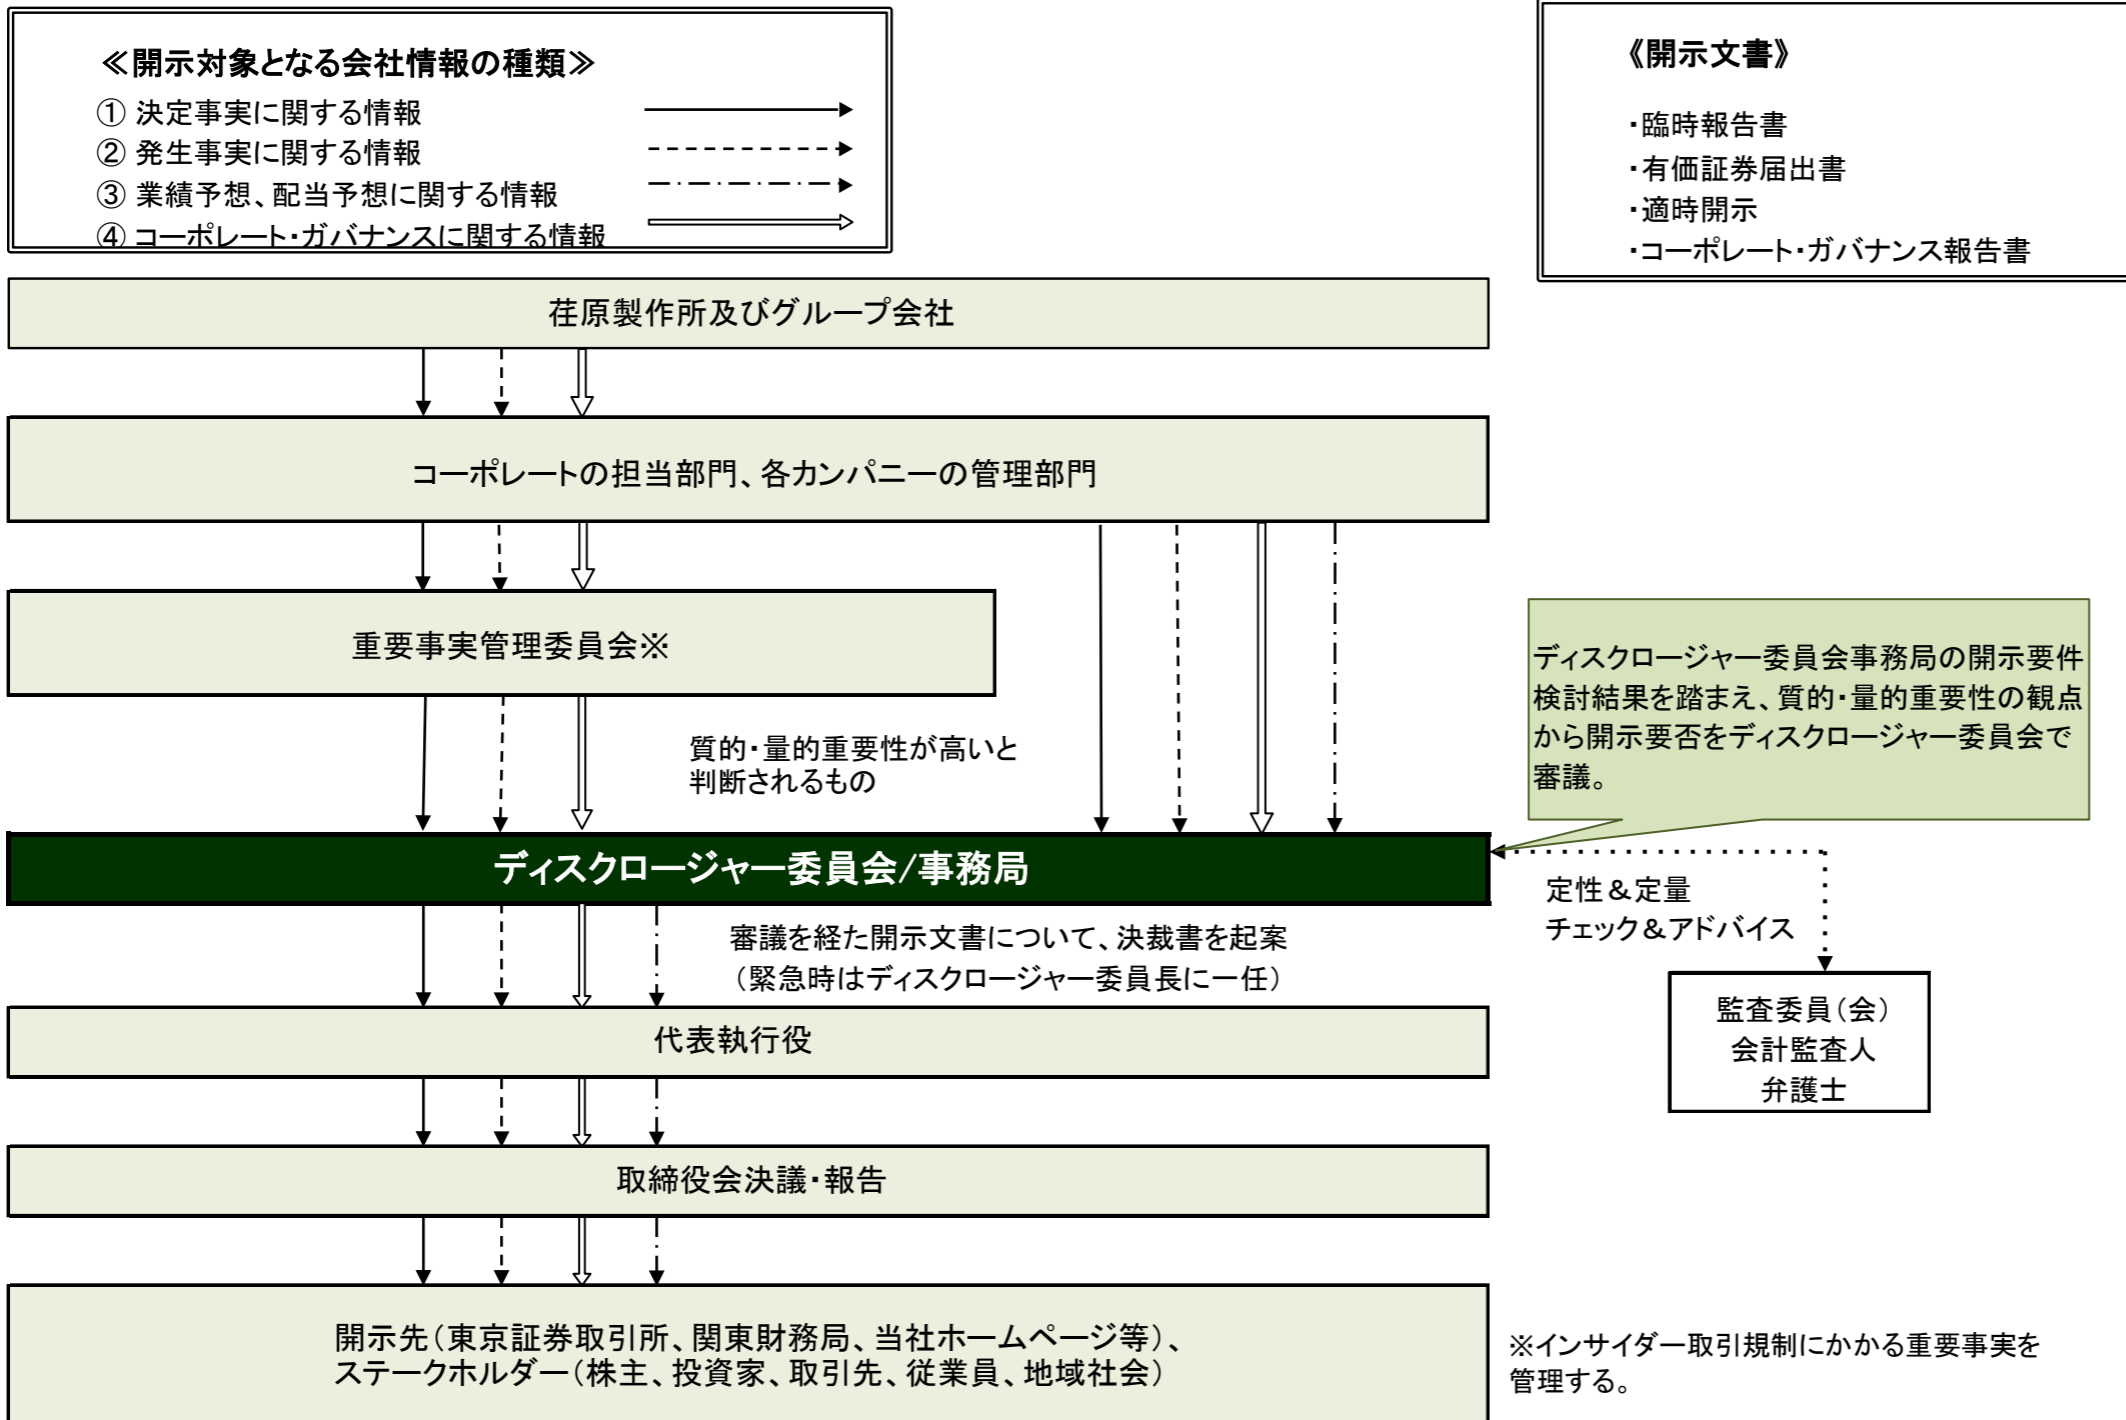 ≪開示対象となる会社情報の種類≫
① 決定事実に関する情報
② 発生事実に関する情報
③ 業績予想、配当予想に関する情報
④ コーポレート・ガバナンスに関する情報
《開示文書》
・臨時報告書
・有価証券届出書
・適時開示
・コーポレート・ガバナンス報告書
荏原製作所及びグループ会社
コーポレートの担当部門、各カンパニーの管理部門
重要事実管理委員会※
質的・量的重要性が高いと
判断されるもの
ディスクロージャー委員会事務局の開示要件
検討結果を踏まえ、質的・量的重要性の観点
から開示要否をディスクロージャー委員会で
審議。
ディスクロージャー委員会/事務局
定性＆定量
チェック＆アドバイス
審議を経た開示文書について、決裁書を起案
（緊急時はディスクロージャー委員長に一任）
監査委員（会）
会計監査人
弁護士
代表執行役
取締役会決議・報告
開示先（東京証券取引所、関東財務局、当社ホームページ等）、
ステークホルダー（株主、投資家、取引先、従業員、地域社会）
※インサイダー取引規制にかかる重要事実を
管理する。